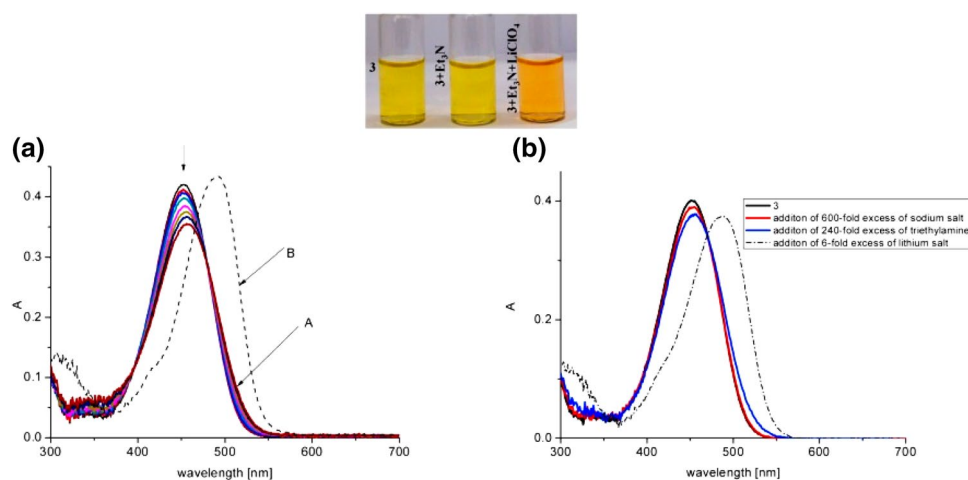 3
3+Et₃N
3+Et₃N+LiClO₄
(a)
0.4
0.3
0.2
0.1
0.0
A
B
A
300 400 500 600 700
wavelength [nm]
(b)
0.4
0.2
0.0
A
3
additon of 600-fold excess of sodium salt
additon of 240-fold excess of triethylamine
additon of 6-fold excess of lithium salt
300 400 500 600 700
wavelength [nm]